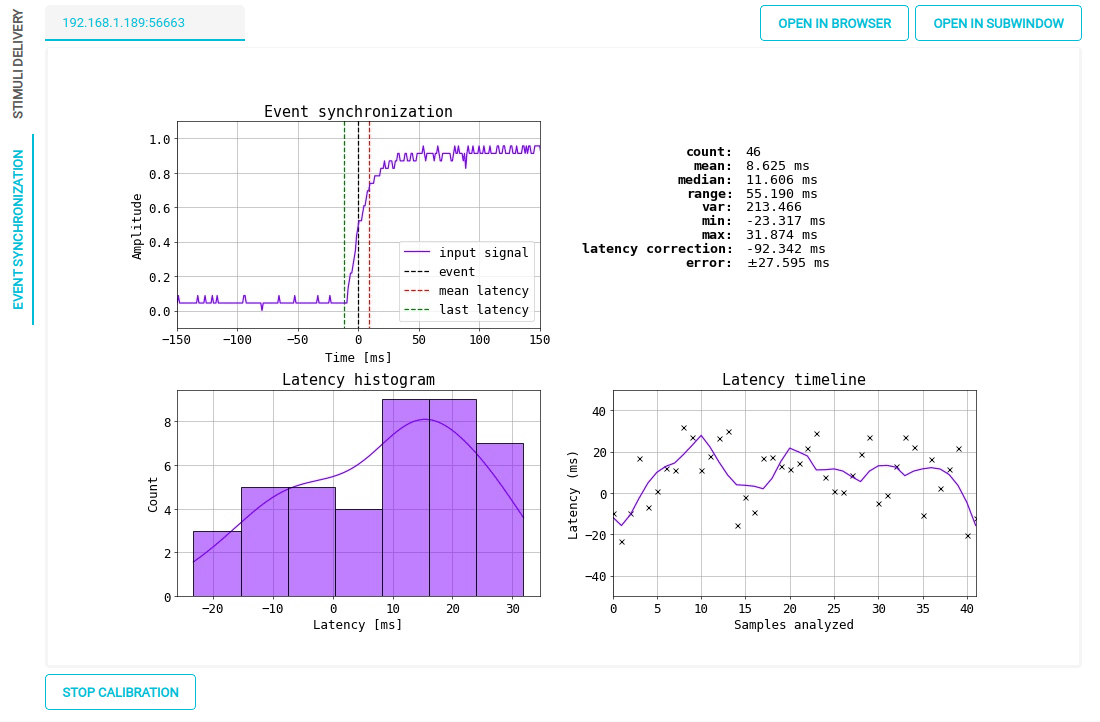 STIMULI DELIVERY
EVENT SYNCHRONIZATION
192.168.1.189:56663
OPEN IN BROWSER
OPEN IN SUBWINDOW
Event synchronization
Amplitude
1.0
0.8
0.6
0.4
0.2
0.0
input signal
event
mean latency
last latency
−150 −100 −50 0 50 100 150
Time [ms]
count: 46
mean: 8.625 ms
median: 11.606 ms
range: 55.190 ms
var: 213.466
min: -23.317 ms
max: 31.874 ms
latency correction: -92.342 ms
error: ±27.595 ms
Latency histogram
Count
8
6
4
2
0
−20 −10 0 10 20 30
Latency [ms]
Latency timeline
Latency (ms)
40
20
0
−20
−40
0 5 10 15 20 25 30 35 40
Samples analyzed
STOP CALIBRATION